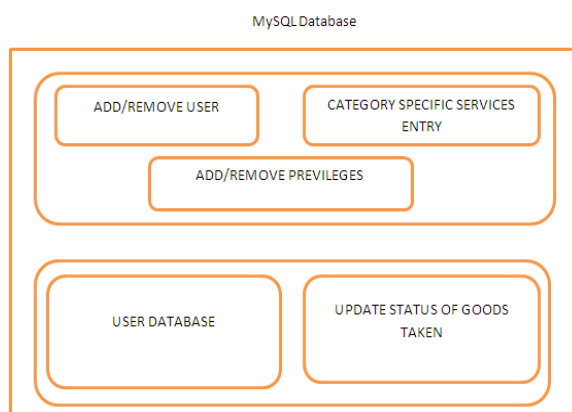 MySQL Database
ADD/REMOVE USER
CATEGORY SPECIFIC SERVICES
ENTRY
ADD/REMOVE PREVILEGES
USER DATABASE
UPDATE STATUS OF GOODS
TAKEN